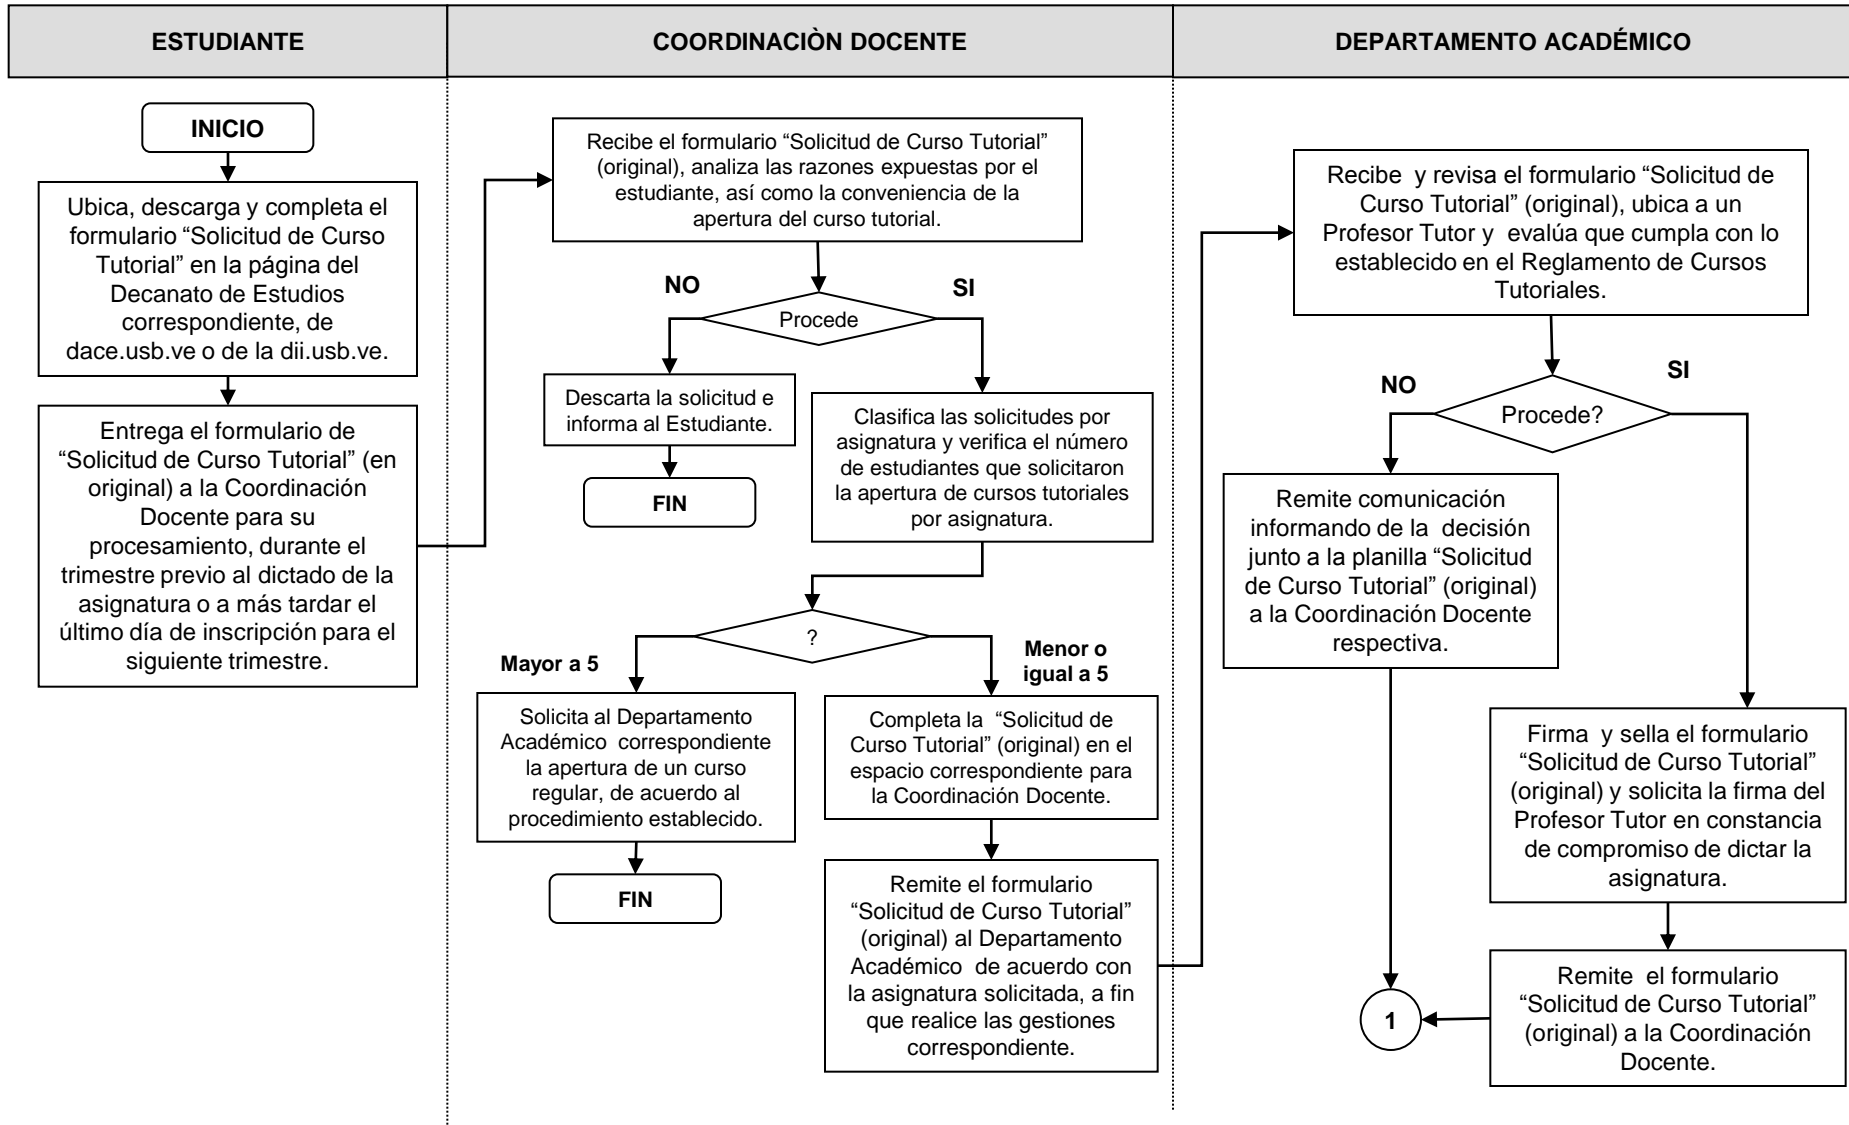 ESTUDIANTE
COORDINACIÒN DOCENTE
DEPARTAMENTO ACADÉMICO
INICIO
Ubica, descarga y completa el
formulario “Solicitud de Curso
Tutorial” en la página del
Decanato de Estudios
correspondiente, de
dace.usb.ve o de la dii.usb.ve.
Entrega el formulario de
“Solicitud de Curso Tutorial” (en
original) a la Coordinación
Docente para su
procesamiento, durante el
trimestre previo al dictado de la
asignatura o a más tardar el
último día de inscripción para el
siguiente trimestre.
Recibe el formulario “Solicitud de Curso Tutorial”
(original), analiza las razones expuestas por el
estudiante, así como la conveniencia de la
apertura del curso tutorial.
NO
SI
Procede
Descarta la solicitud e
informa al Estudiante.
FIN
Clasifica las solicitudes por
asignatura y verifica el número
de estudiantes que solicitaron
la apertura de cursos tutoriales
por asignatura.
?
Mayor a 5
Menor o
igual a 5
Solicita al Departamento
Académico correspondiente
la apertura de un curso
regular, de acuerdo al
procedimiento establecido.
FIN
Completa la “Solicitud de
Curso Tutorial” (original) en el
espacio correspondiente para
la Coordinación Docente.
Remite el formulario
“Solicitud de Curso Tutorial”
(original) al Departamento
Académico de acuerdo con
la asignatura solicitada, a fin
que realice las gestiones
correspondiente.
Recibe y revisa el formulario “Solicitud de
Curso Tutorial” (original), ubica a un
Profesor Tutor y evalúa que cumpla con lo
establecido en el Reglamento de Cursos
Tutoriales.
NO
SI
Procede?
Remite comunicación
informando de la decisión
junto a la planilla “Solicitud
de Curso Tutorial” (original)
a la Coordinación Docente
respectiva.
Firma y sella el formulario
“Solicitud de Curso Tutorial”
(original) y solicita la firma del
Profesor Tutor en constancia
de compromiso de dictar la
asignatura.
Remite el formulario
“Solicitud de Curso Tutorial”
(original) a la Coordinación
Docente.
1